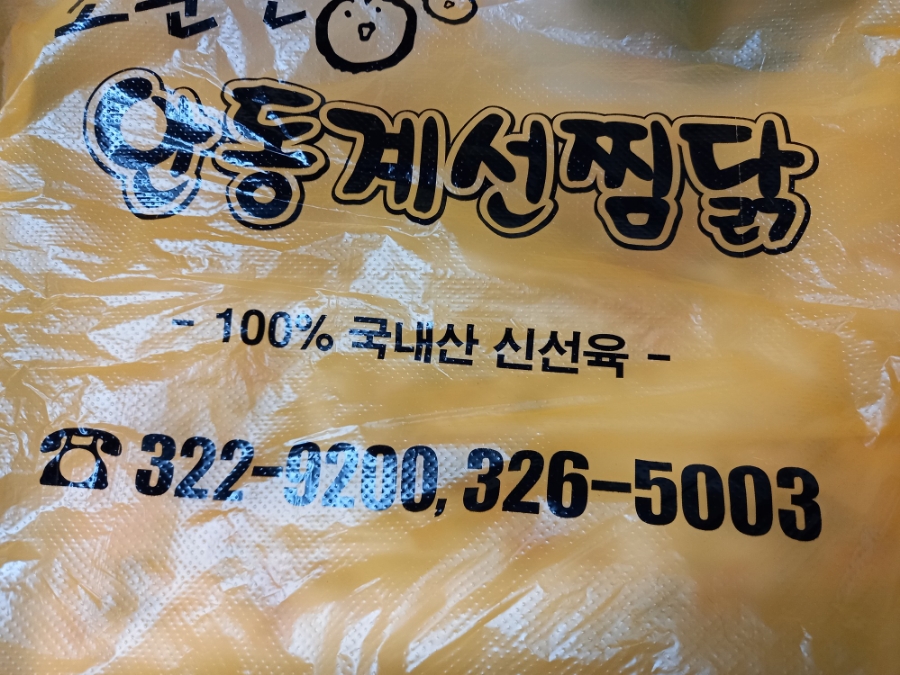 안동계선찜닭
- 100% 국내산 신선육 -
☎ 322-9200, 326-5003